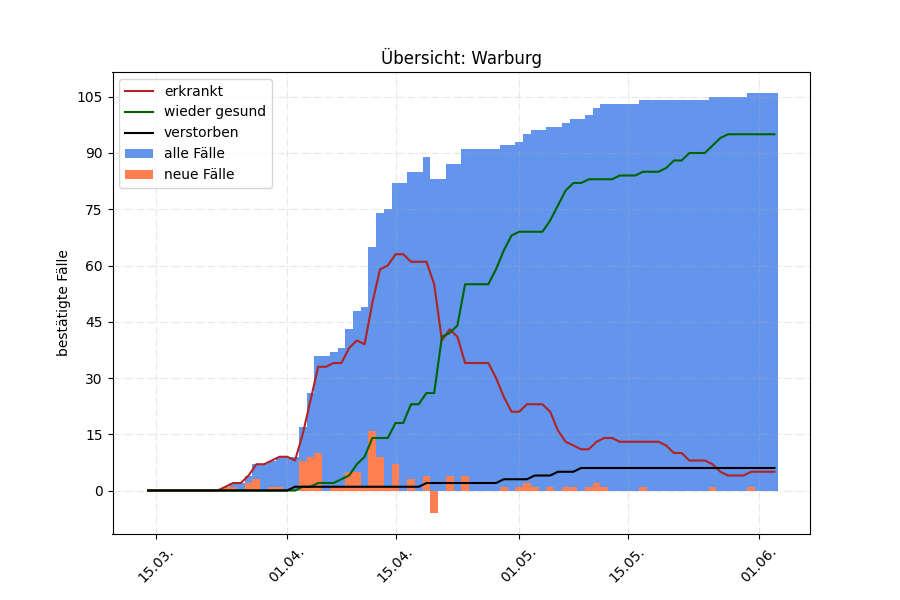 Übersicht: Warburg
erkrankt
wieder gesund
verstorben
alle Fälle
neue Fälle
bestätigte Fälle
105
90
75
60
45
30
15
0
15.03.
01.04.
15.04.
01.05.
15.05.
01.06.